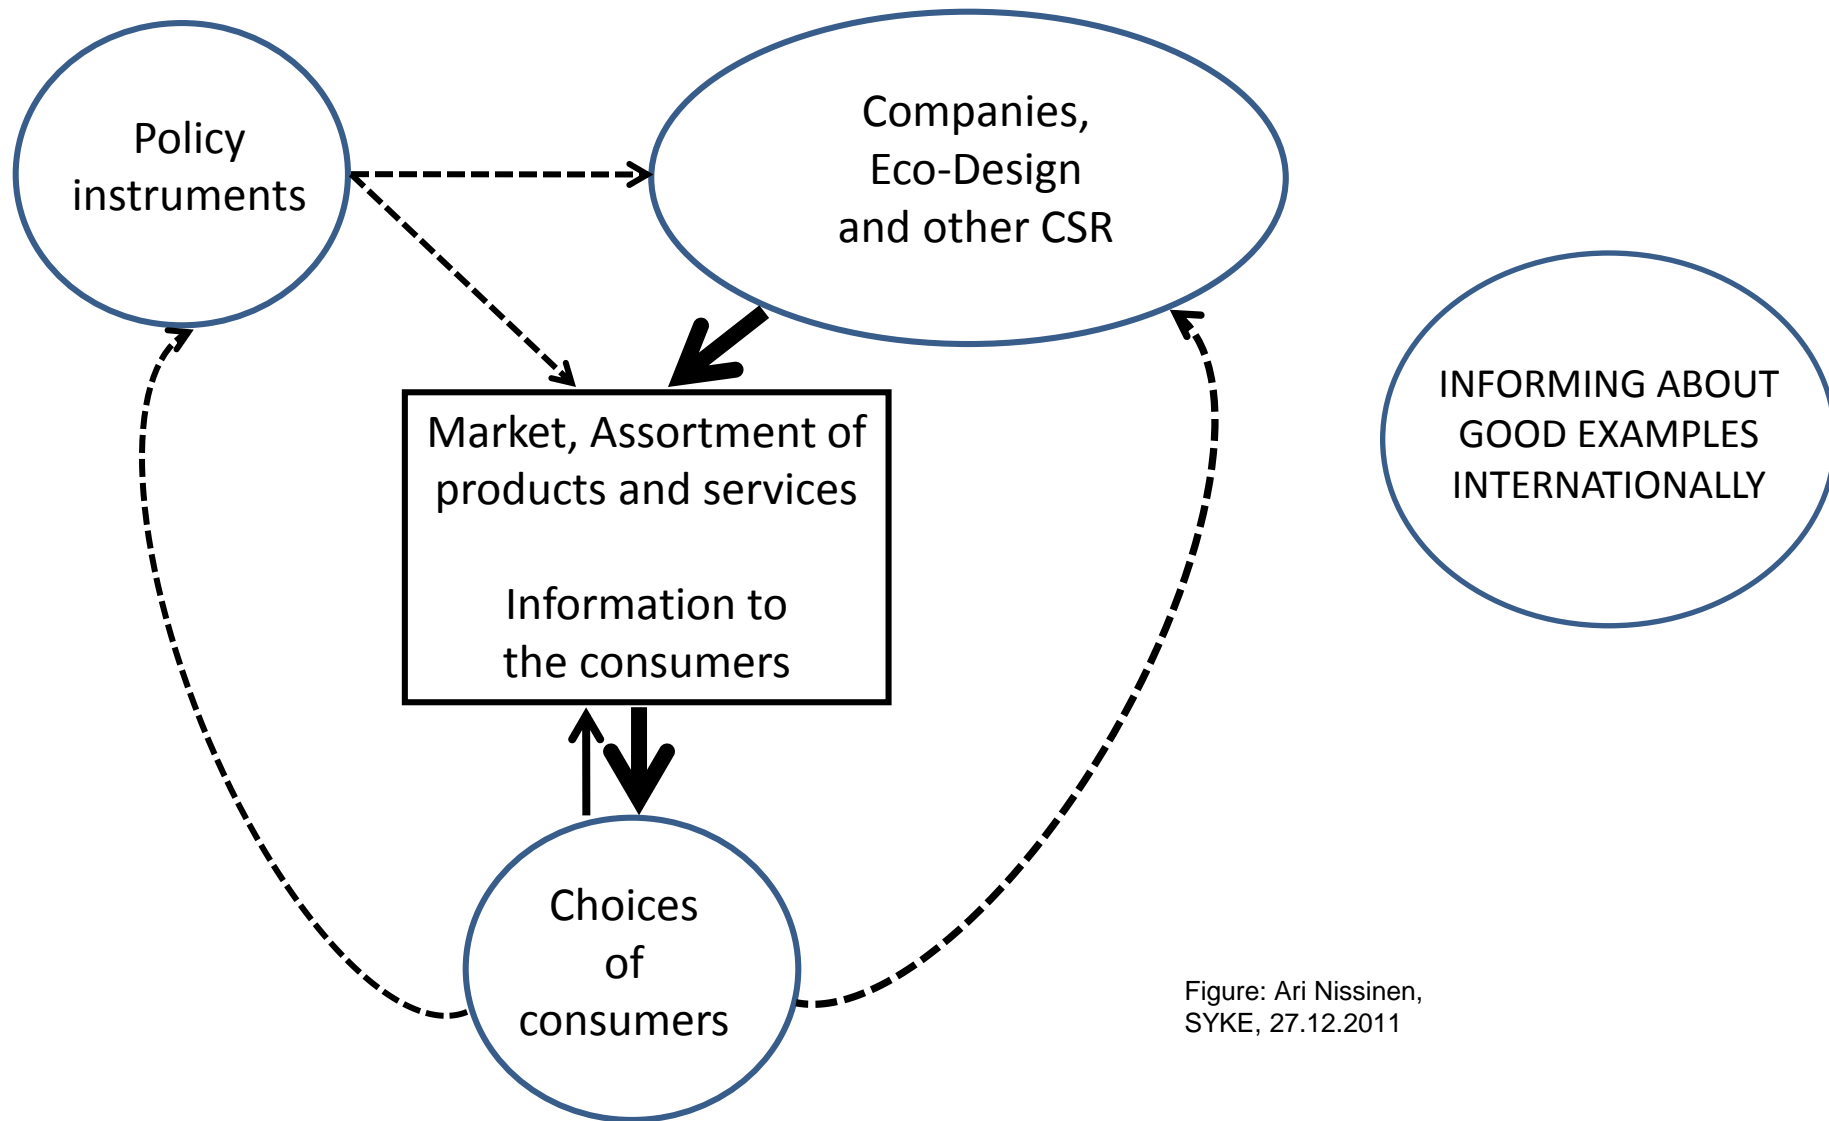 Policy
instruments
Companies,
Eco-Design
and other CSR
INFORMING ABOUT
GOOD EXAMPLES
INTERNATIONALLY
Market, Assortment of
products and services
Information to
the consumers
Choices
of
consumers
Figure: Ari Nissinen,
SYKE, 27.12.2011